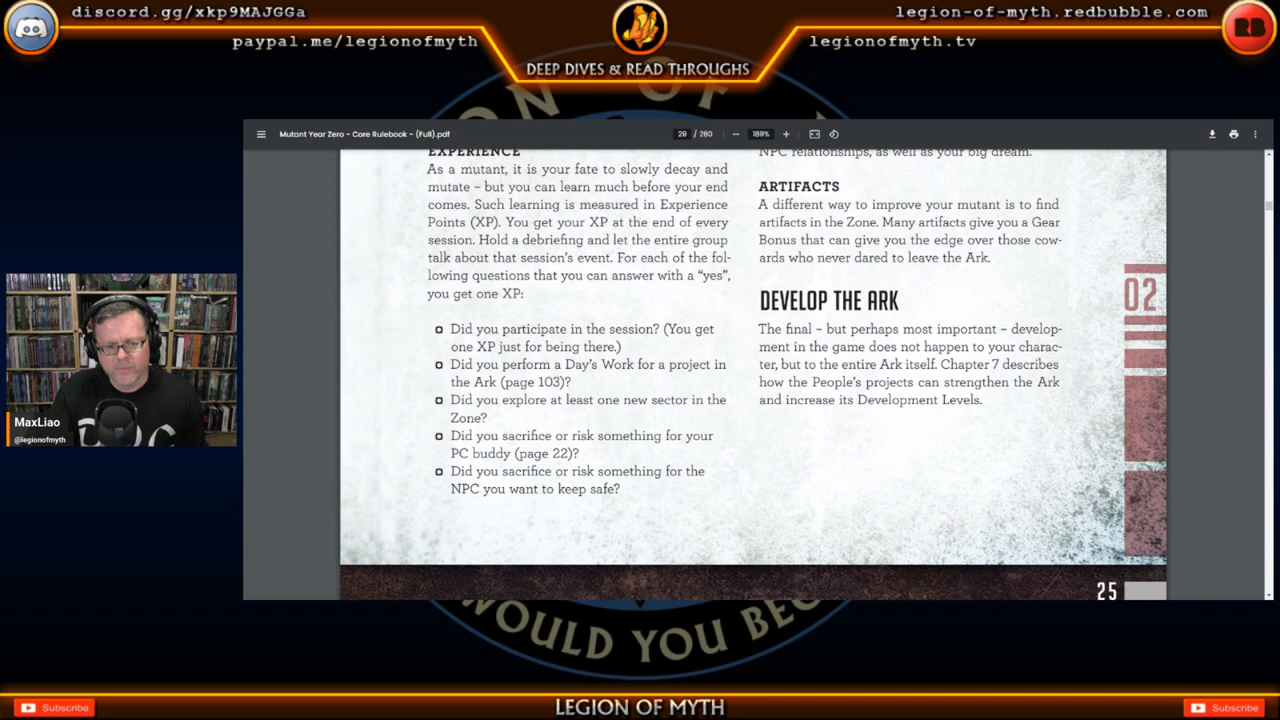 discord.gg/xkp9MAJGGa
paypal.me/legionofmyth
DEEP DIVES & READ THROUGHS
legion-of-myth.redbubble.com
legionofmyth.tv
RB
Mutant Year Zero - Core Rulebook - (Full).pdf
29 / 280
189%
EXPERIENCE
As a mutant, it is your fate to slowly decay and
mutate – but you can learn much before your end
comes. Such learning is measured in Experience
Points (XP). You get your XP at the end of every
session. Hold a debriefing and let the entire group
talk about that session's event. For each of the fol-
lowing questions that you can answer with a “yes”,
you get one XP:
Did you participate in the session? (You get
one XP just for being there.)
Did you perform a Day's Work for a project in
the Ark (page 103)?
Did you explore at least one new sector in the
Zone?
Did you sacrifice or risk something for your
PC buddy (page 22)?
Did you sacrifice or risk something for the
NPC you want to keep safe?
NPC relationships, as well as your big dream.
ARTIFACTS
A different way to improve your mutant is to find
artifacts in the Zone. Many artifacts give you a Gear
Bonus that can give you the edge over those cow-
ards who never dared to leave the Ark.
DEVELOP THE ARK
The final – but perhaps most important – develop-
ment in the game does not happen to your charac-
ter, but to the entire Ark itself. Chapter 7 describes
how the People's projects can strengthen the Ark
and increase its Development Levels.
02
25
MaxLiao
@legionofmyth
WOULD YOU
Subscribe
LEGION OF MYTH
Subscribe